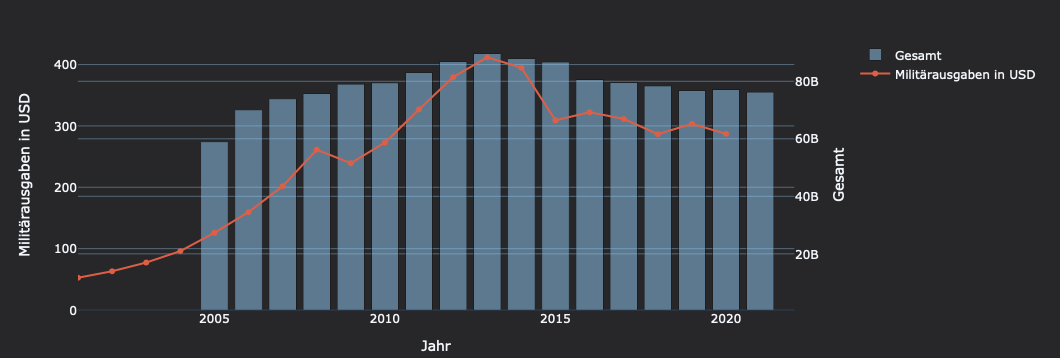 400
300
200
100
0
Militärausgaben in USD
80B
60B
40B
20B
Gesamt
2005
2010
2015
2020
Jahr
Gesamt
Militärausgaben in USD